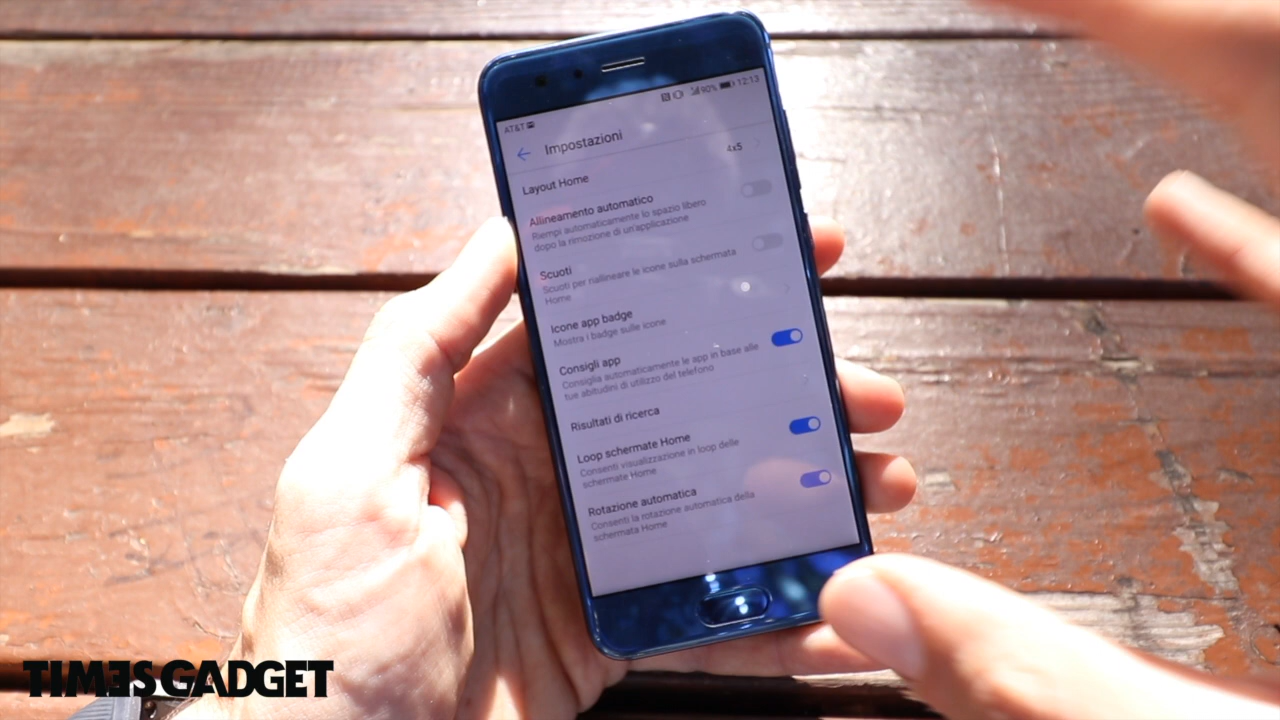 AT&T
90% 12:13
Impostazioni
Layout Home 4x5
Allineamento automatico
Riempi automaticamente lo spazio libero
dopo la rimozione di un'applicazione
Scuoti
Scuoti per riallineare le icone sulla schermata
Home
Icone app badge
Mostra i badge sulle icone
Consigli app
Consiglia automaticamente le app in base alle
tue abitudini di utilizzo del telefono
Risultati di ricerca
Loop schermate Home
Consenti visualizzazione in loop delle
schermate Home
Rotazione automatica
Consenti la rotazione automatica della
schermata Home
TIMES GADGET